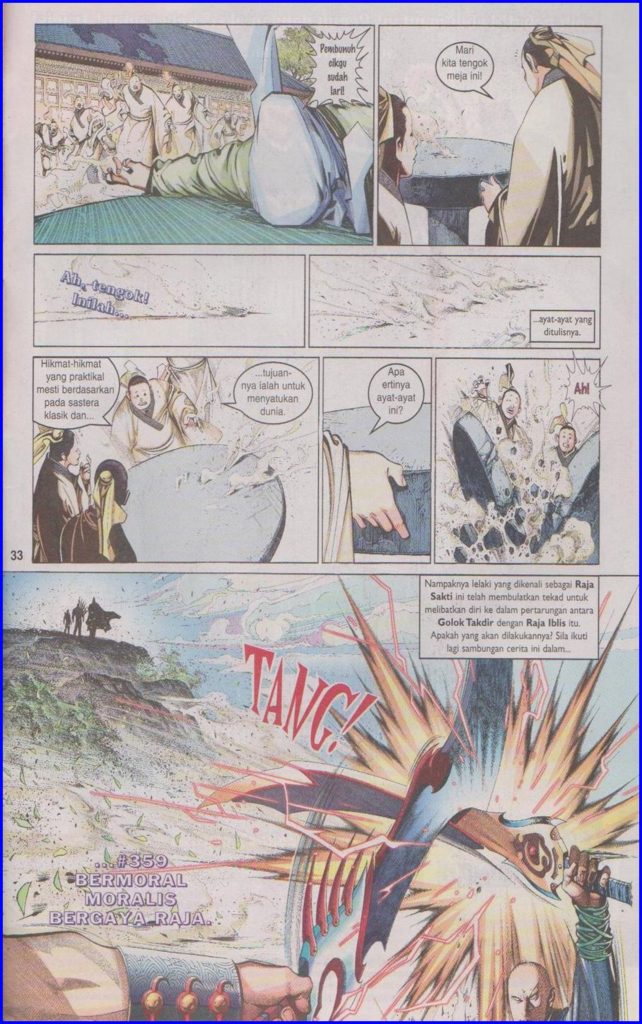 Pembunuh
cikgu
sudah
lari!
Mari
kita tengok
meja ini!
Ah, tengok!
Inilah...
...ayat-ayat yang
ditulisnya.
Hikmat-hikmat
yang praktikal
mesti berdasarkan
pada sastera
klasik dan...
...tujuan-
nya ialah untuk
menyatukan
dunia.
Apa
ertinya
ayat-ayat
ini?
Ah!
33
Nampaknya lelaki yang dikenali sebagai Raja
Sakti ini telah membulatkan tekad untuk
melibatkan diri ke dalam pertarungan antara
Golok Takdir dengan Raja Iblis itu.
Apakah yang akan dilakukannya? Sila ikuti
lagi sambungan cerita ini dalam...
TANG!
...#359
BERMORAL
MORALIS
BERGAYA RAJA.